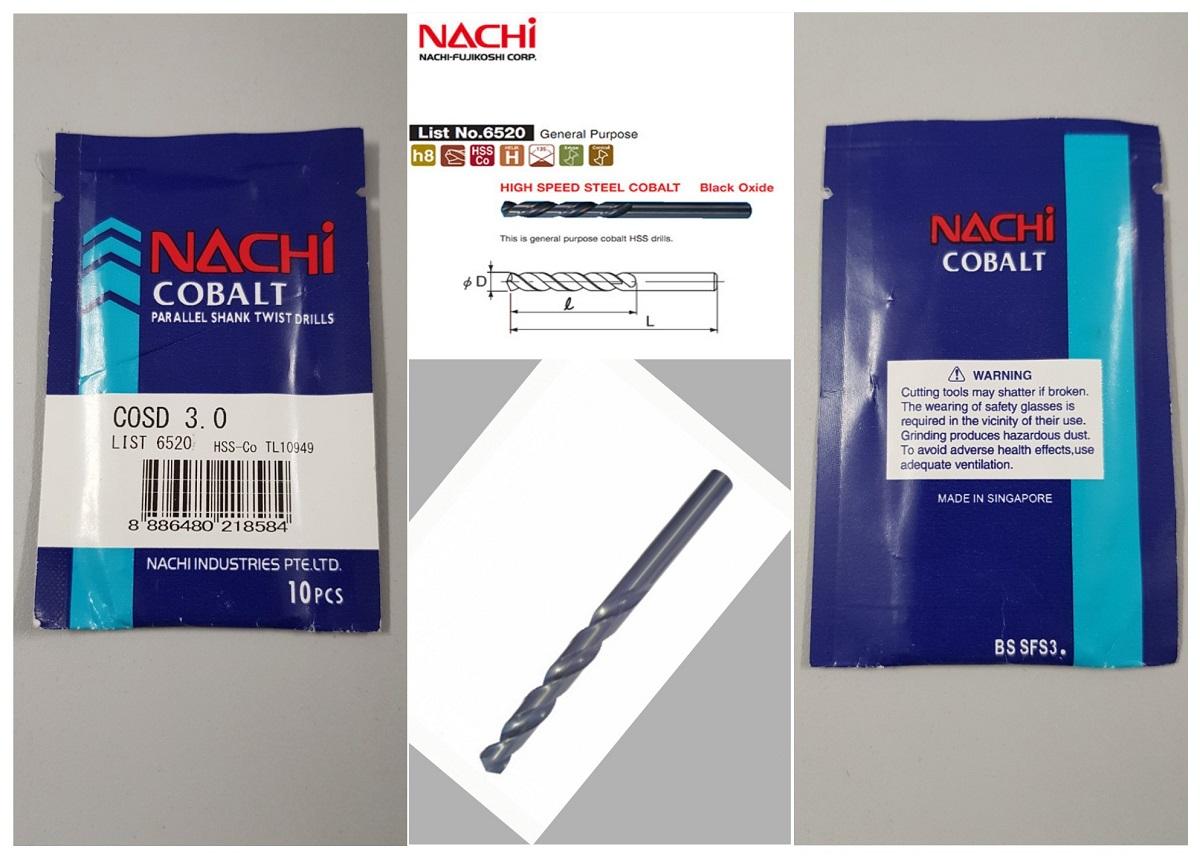 NACHI
COBALT
PARALLEL SHANK TWIST DRILLS
COSD 3.0
LIST 6520 HSS-Co TL10949
8 886480 218584
NACHI INDUSTRIES PTE.LTD.
10 PCS
NACHI
NACHI-FUJIKOSHI CORP.
List No.6520 General Purpose
h8 HSS Co H 135°
HIGH SPEED STEEL COBALT Black Oxide
This is general purpose cobalt HSS drills.
φD
ℓ
L
NACHI
COBALT
⚠ WARNING
Cutting tools may shatter if broken.
The wearing of safety glasses is
required in the vicinity of their use.
Grinding produces hazardous dust.
To avoid adverse health effects,use
adequate ventilation.
MADE IN SINGAPORE
BS SFS3.